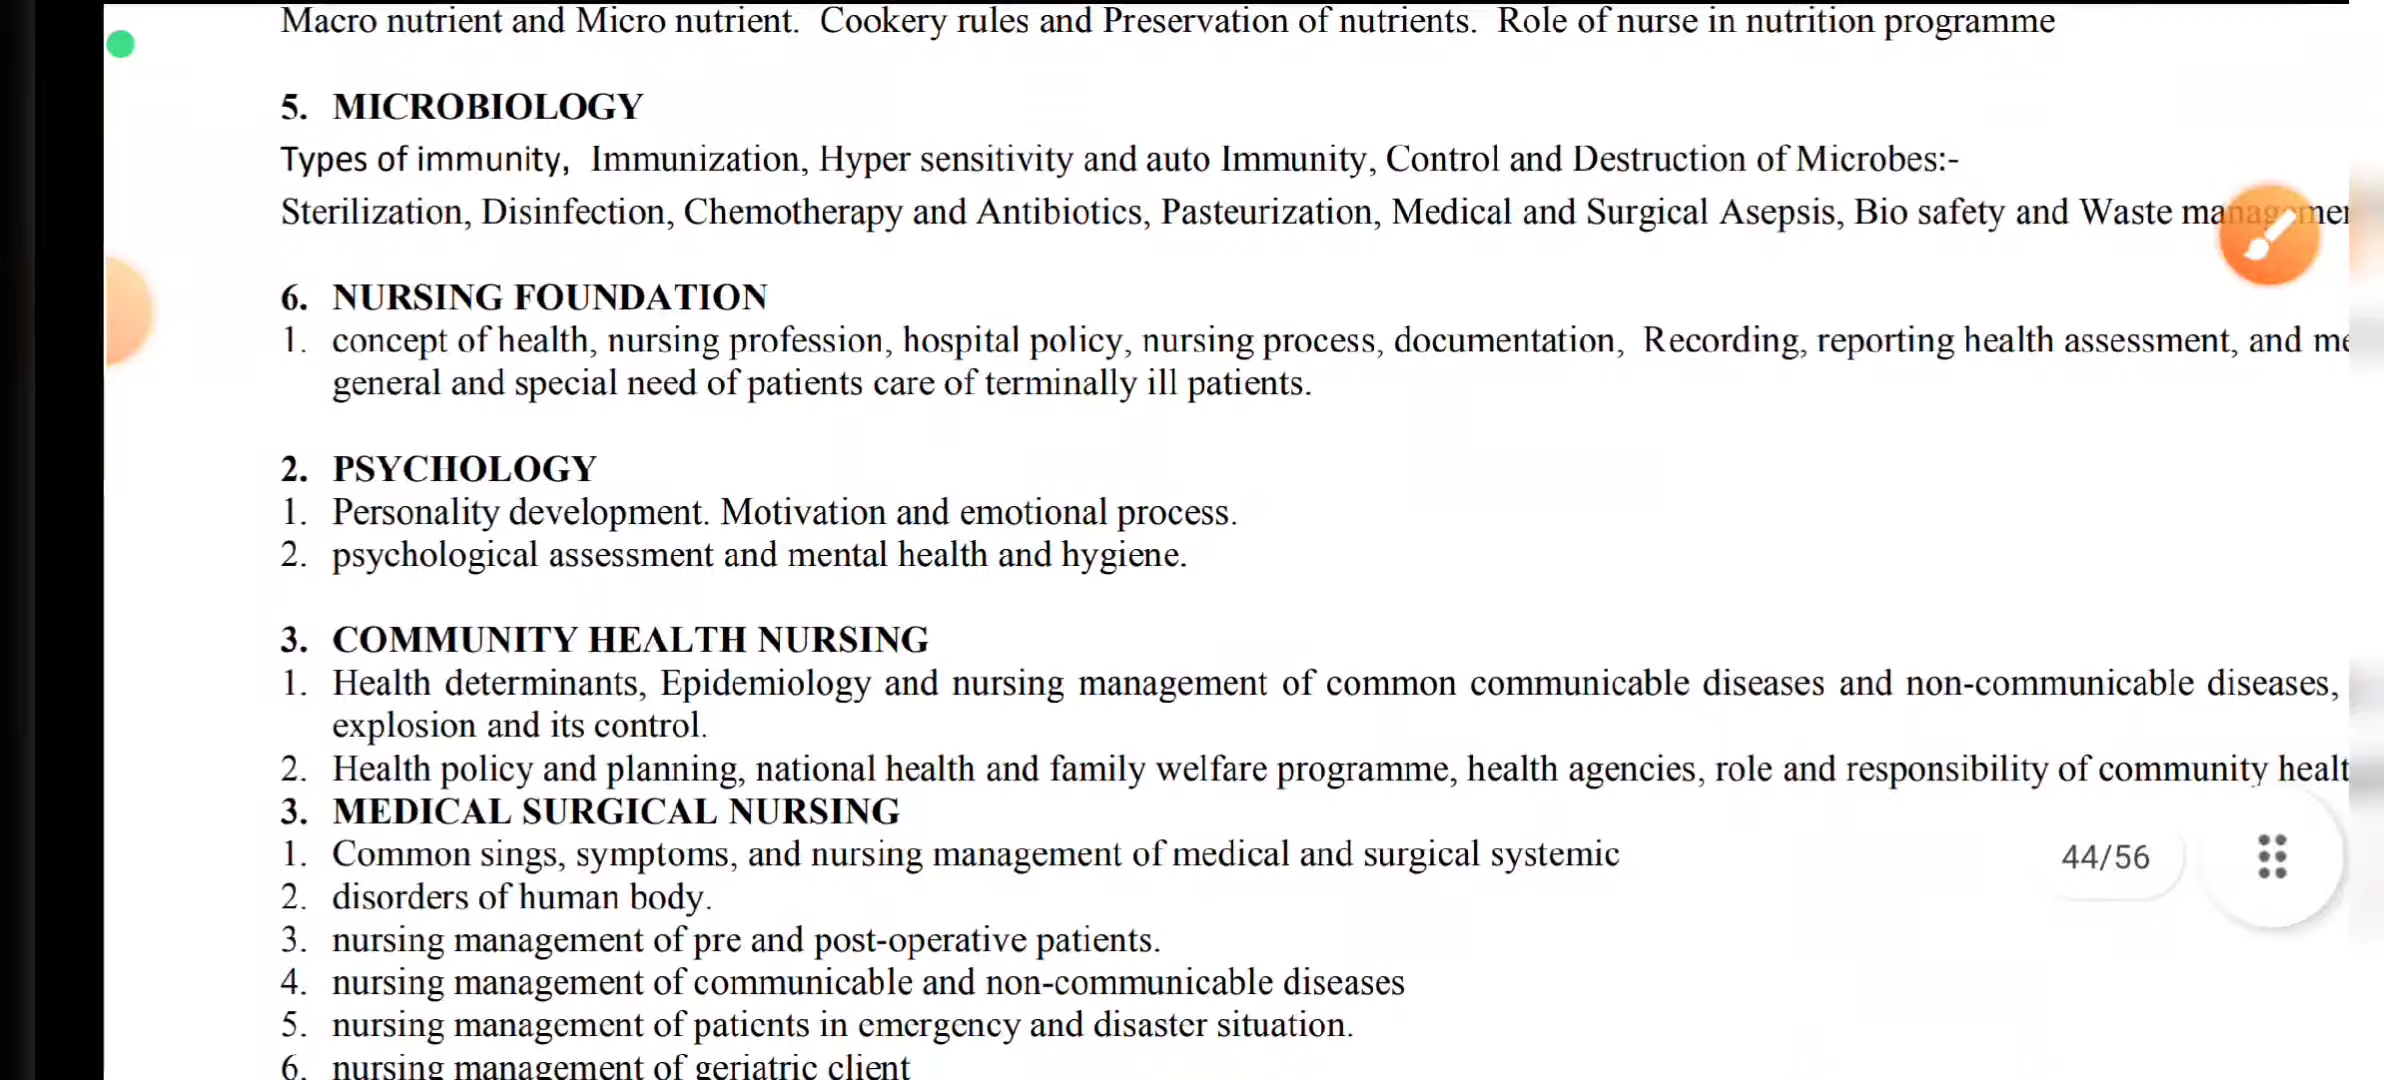 Macro nutrient and Micro nutrient. Cookery rules and Preservation of nutrients. Role of nurse in nutrition programme
5. MICROBIOLOGY
Types of immunity, Immunization, Hyper sensitivity and auto Immunity, Control and Destruction of Microbes:-
Sterilization, Disinfection, Chemotherapy and Antibiotics, Pasteurization, Medical and Surgical Asepsis, Bio safety and Waste
6. NURSING FOUNDATION
1. concept of health, nursing profession, hospital policy, nursing process, documentation, Recording, reporting health assessment, and
general and special need of patients care of terminally ill patients.
2. PSYCHOLOGY
1. Personality development. Motivation and emotional process.
2. psychological assessment and mental health and hygiene.
3. COMMUNITY HEALTH NURSING
1. Health determinants, Epidemiology and nursing management of common communicable diseases and non-communicable diseases,
explosion and its control.
2. Health policy and planning, national health and family welfare programme, health agencies, role and responsibility of community healt
3. MEDICAL SURGICAL NURSING
1. Common sings, symptoms, and nursing management of medical and surgical systemic
44/56
2. disorders of human body.
3. nursing management of pre and post-operative patients.
4. nursing management of communicable and non-communicable diseases
5. nursing management of patients in emergency and disaster situation.
6. nursing management of geriatric client